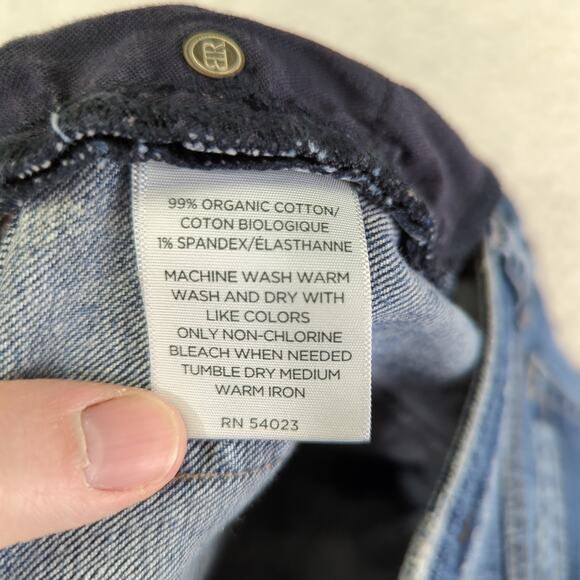 99% ORGANIC COTTON/
COTON BIOLOGIQUE
1% SPANDEX/ÉLASTHANNE
MACHINE WASH WARM
WASH AND DRY WITH
LIKE COLORS
ONLY NON-CHLORINE
BLEACH WHEN NEEDED
TUMBLE DRY MEDIUM
WARM IRON
RN 54023